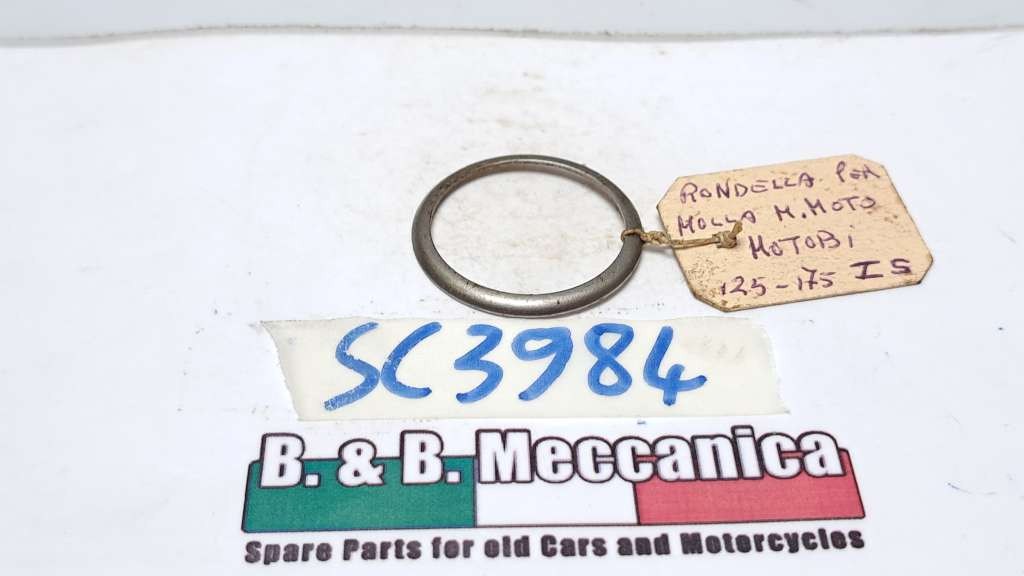 RONDELLA PER
MOLLA M. MOTO
MOTOBI
125-175 IS
SC3984
B. & B. Meccanica
Spare Parts for old Cars and Motorcycles